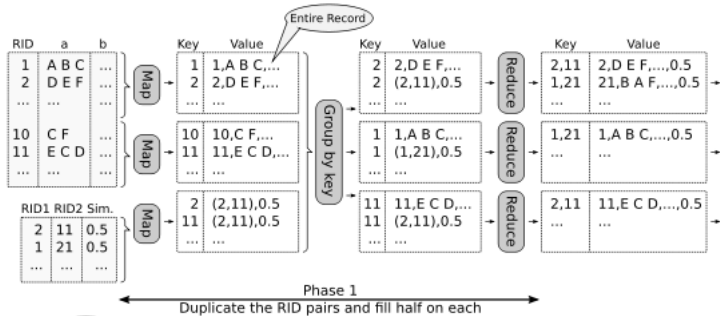 Entire Record
RID a b Key Value Key Value Key Value
1 A B C ... Map 1 1,A B C,... 2 2,D E F,... Reduce 2,11 2,D E F,...,0.5
2 D E F ... 2 2,D E F,... 2 (2,11),0.5 1,21 21,B A F,...,0.5
... ... ... ... ... ... ...
Group by key
10 C F ... Map 10 10,C F,... 1 1,A B C,... Reduce 1,21 1,A B C,...,0.5
11 E C D ... 11 11,E C D,... 1 (1,21),0.5 ... ...
... ... ... ... ... ...
RID1 RID2 Sim. Map 2 (2,11),0.5 11 11,E C D,... Reduce 2,11 11,E C D,...,0.5
2 11 0.5 11 (2,11),0.5 11 (2,11),0.5 ... ...
1 21 0.5 ... ... ... ...
... ... ...
Phase 1
Duplicate the RID pairs and fill half on each